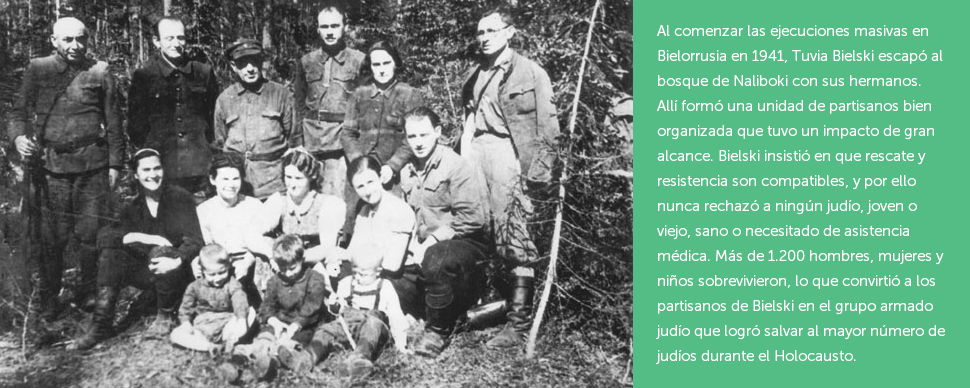 Al comenzar las ejecuciones masivas en
Bielorrusia en 1941, Tuvia Bielski escapó al
bosque de Naliboki con sus hermanos.
Allí formó una unidad de partisanos bien
organizada que tuvo un impacto de gran
alcance. Bielski insistió en que rescate y
resistencia son compatibles, y por ello
nunca rechazó a ningún judío, joven o
viejo, sano o necesitado de asistencia
médica. Más de 1.200 hombres, mujeres y
niños sobrevivieron, lo que convirtió a los
partisanos de Bielski en el grupo armado
judío que logró salvar al mayor número de
judíos durante el Holocausto.